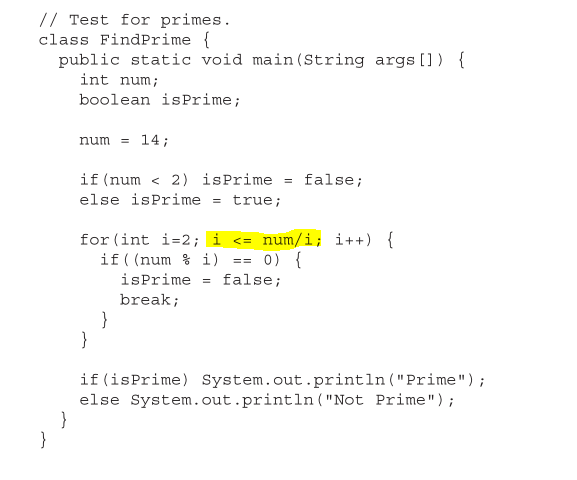 // Test for primes.
class FindPrime {
public static void main(String args[]) {
int num;
boolean isPrime;
num = 14;
if(num < 2) isPrime = false;
else isPrime = true;
for(int i=2; i <= num/i; i++) {
if((num % i) == 0) {
isPrime = false;
break;
}
}
if(isPrime) System.out.println("Prime");
else System.out.println("Not Prime");
}
}